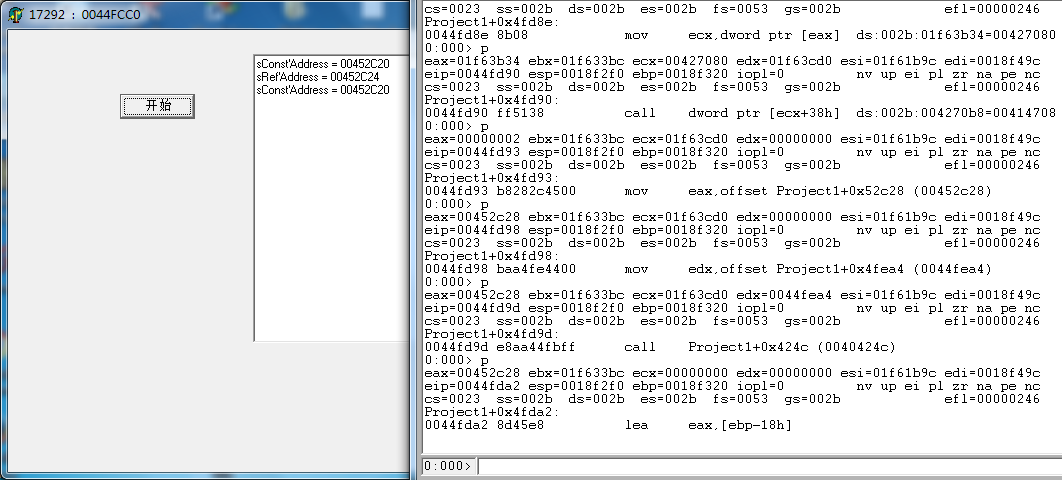 17292 : 0044FCC0
开始
sConst'Address = 00452C20
sRef'Address = 00452C24
sConst'Address = 00452C20
cs=0023 ss=002b ds=002b es=002b fs=0053 gs=002b efl=00000246
Project1+0x4fd8e:
0044fd8e 8b08 mov ecx,dword ptr [eax] ds:002b:01f63b34=00427080
0:000> p
eax=01f63b34 ebx=01f633bc ecx=00427080 edx=01f63cd0 esi=01f61b9c edi=0018f49c
eip=0044fd90 esp=0018f2f0 ebp=0018f320 iopl=0 nv up ei pl zr na pe nc
cs=0023 ss=002b ds=002b es=002b fs=0053 gs=002b efl=00000246
Project1+0x4fd90:
0044fd90 ff5138 call dword ptr [ecx+38h] ds:002b:004270b8=00414708
0:000> p
eax=00000002 ebx=01f633bc ecx=01f63cd0 edx=00000000 esi=01f61b9c edi=0018f49c
eip=0044fd93 esp=0018f2f0 ebp=0018f320 iopl=0 nv up ei pl zr na pe nc
cs=0023 ss=002b ds=002b es=002b fs=0053 gs=002b efl=00000246
Project1+0x4fd93:
0044fd93 b8282c4500 mov eax,offset Project1+0x52c28 (00452c28)
0:000> p
eax=00452c28 ebx=01f633bc ecx=01f63cd0 edx=00000000 esi=01f61b9c edi=0018f49c
eip=0044fd98 esp=0018f2f0 ebp=0018f320 iopl=0 nv up ei pl zr na pe nc
cs=0023 ss=002b ds=002b es=002b fs=0053 gs=002b efl=00000246
Project1+0x4fd98:
0044fd98 baa4fe4400 mov edx,offset Project1+0x4fea4 (0044fea4)
0:000> p
eax=00452c28 ebx=01f633bc ecx=01f63cd0 edx=0044fea4 esi=01f61b9c edi=0018f49c
eip=0044fd9d esp=0018f2f0 ebp=0018f320 iopl=0 nv up ei pl zr na pe nc
cs=0023 ss=002b ds=002b es=002b fs=0053 gs=002b efl=00000246
Project1+0x4fd9d:
0044fd9d e8aa44fbff call Project1+0x424c (0040424c)
0:000> p
eax=00452c28 ebx=01f633bc ecx=00000000 edx=00000000 esi=01f61b9c edi=0018f49c
eip=0044fda2 esp=0018f2f0 ebp=0018f320 iopl=0 nv up ei pl zr na pe nc
cs=0023 ss=002b ds=002b es=002b fs=0053 gs=002b efl=00000246
Project1+0x4fda2:
0044fda2 8d45e8 lea eax,[ebp-18h]
0:000>